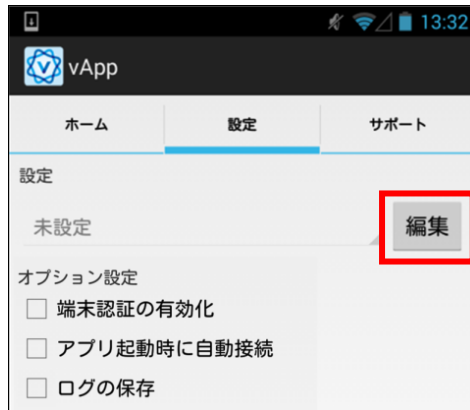 13:32
vApp
ホーム 設定 サポート
設定
未設定 編集
オプション設定
端末認証の有効化
アプリ起動時に自動接続
ログの保存